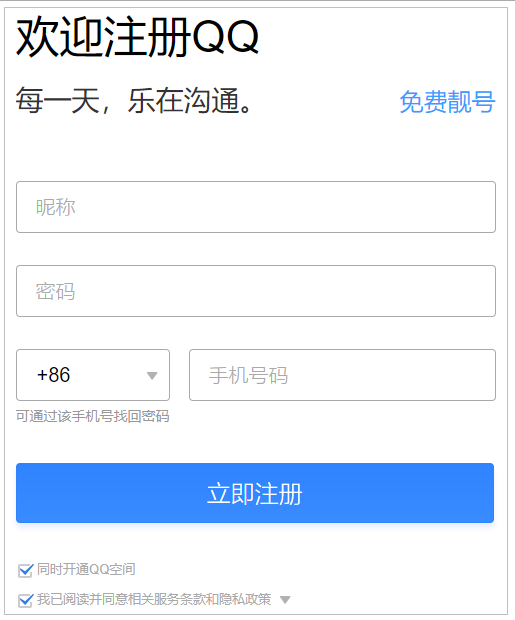 欢迎注册QQ
每一天，乐在沟通。 免费靓号
昵称
密码
+86 手机号码
可通过该手机号找回密码
立即注册
同时开通QQ空间
我已阅读并同意相关服务条款和隐私政策